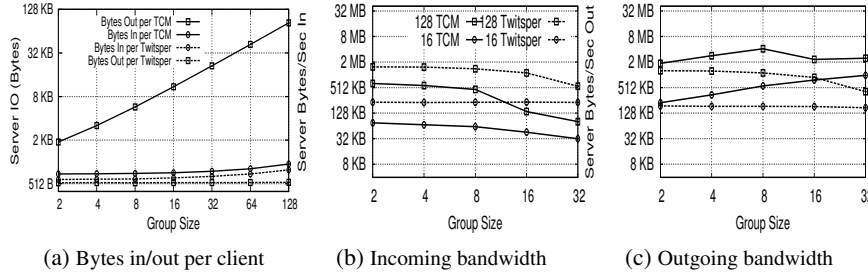 Server IO (Bytes)
128 KB
32 KB
8 KB
2 KB
512 B
Bytes Out per TCM
Bytes In per TCM
Bytes In per Twitsper
Bytes Out per Twitsper
2 4 8 16 32 64 128
Group Size
(a) Bytes in/out per client
Server Bytes/Sec In
32 MB
8 MB
2 MB
512 KB
128 KB
32 KB
8 KB
128 TCM 128 Twitsper
16 TCM 16 Twitsper
2 4 8 16 32
Group Size
(b) Incoming bandwidth
Server Bytes/Sec Out
32 MB
8 MB
2 MB
512 KB
128 KB
32 KB
8 KB
2 4 8 16 32
Group Size
(c) Outgoing bandwidth